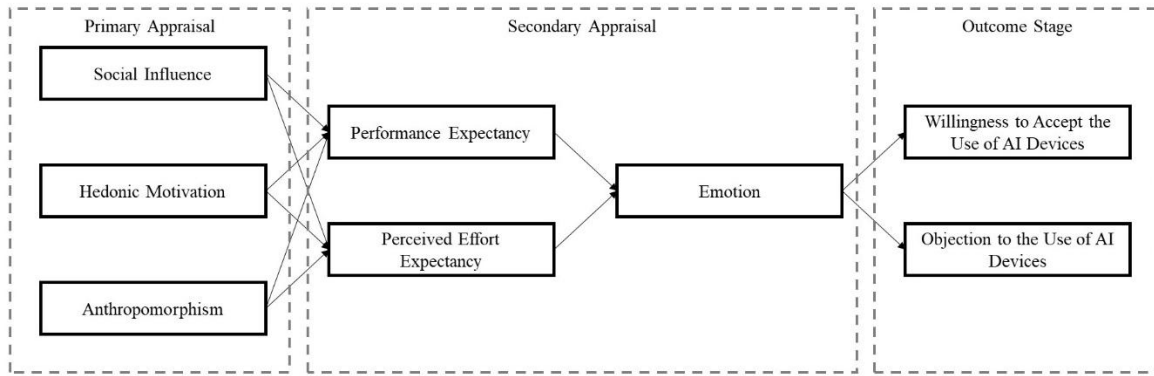 Primary Appraisal
Social Influence
Hedonic Motivation
Anthropomorphism
Secondary Appraisal
Performance Expectancy
Perceived Effort
Expectancy
Emotion
Outcome Stage
Willingness to Accept the
Use of AI Devices
Objection to the Use of AI
Devices